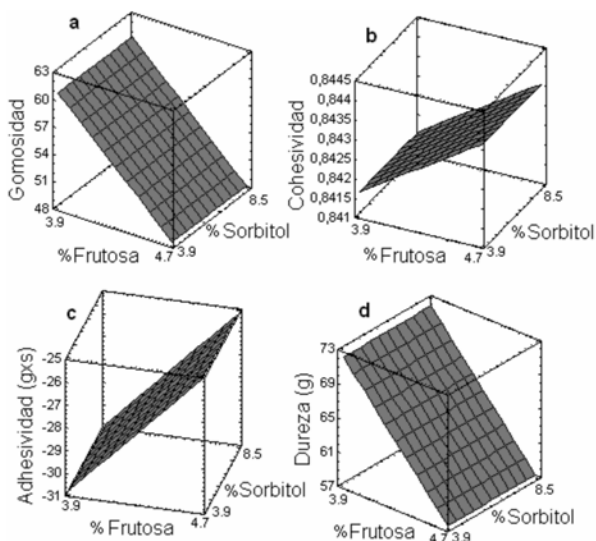 a
63
60
57
54
51
48
Gomosidad
3.9
%Frutosa
4.7
3.9
%Sorbitol
8.5
b
0,8445
0,844
0,8435
0,843
0,8425
0,842
0,8415
0,841
Cohesividad
3.9
%Frutosa
4.7
3.9
%Sorbitol
8.5
c
-25
-26
-27
-28
-29
-30
-31
Adhesividad (gxs)
3.9
%Frutosa
4.7
3.9
%Sorbitol
8.5
d
73
69
65
61
57
Dureza (g)
3.9
%Frutosa
4.7
3.9
%Sorbitol
8.5